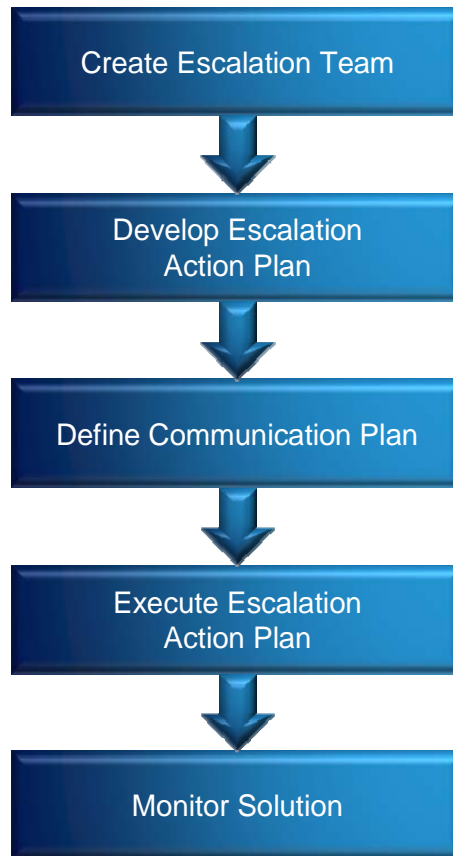 Create Escalation Team
Develop Escalation
Action Plan
Define Communication Plan
Execute Escalation
Action Plan
Monitor Solution